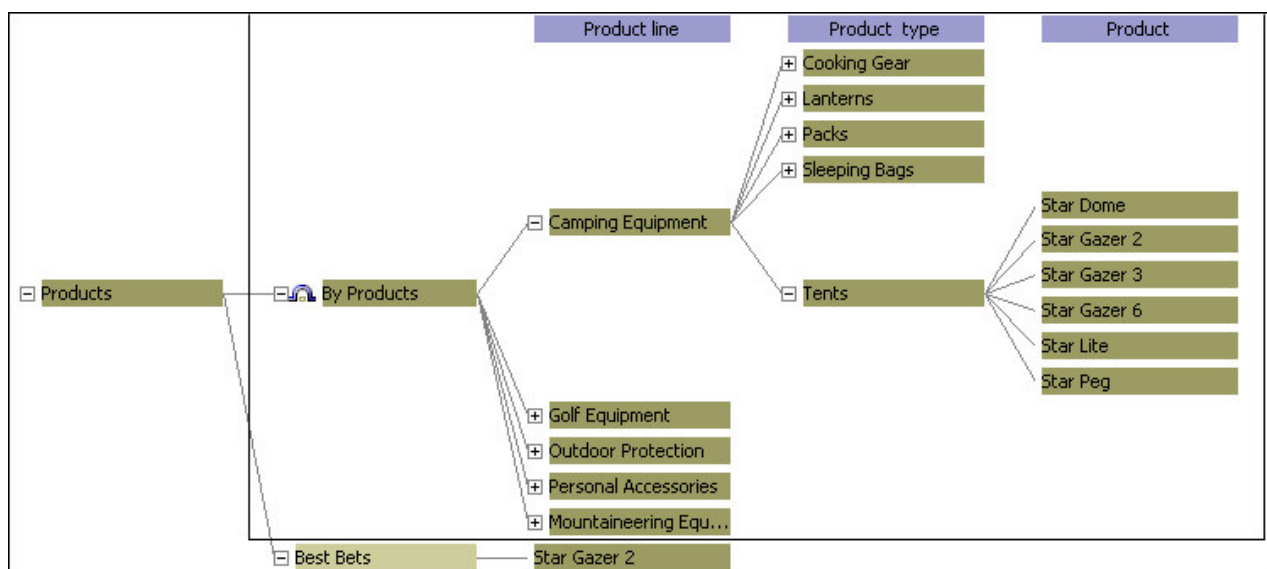 Product line
Product type
Product
Cooking Gear
Lanterns
Packs
Sleeping Bags
Star Dome
Camping Equipment
Star Gazer 2
Star Gazer 3
Products
By Products
Tents
Star Gazer 6
Star Lite
Star Peg
Golf Equipment
Outdoor Protection
Personal Accessories
Mountaineering Equ...
Best Bets
Star Gazer 2